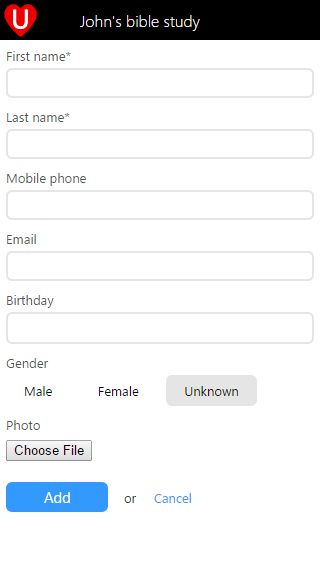 U
John's bible study
First name*
Last name*
Mobile phone
Email
Birthday
Gender
Male Female Unknown
Photo
Choose File
Add or Cancel